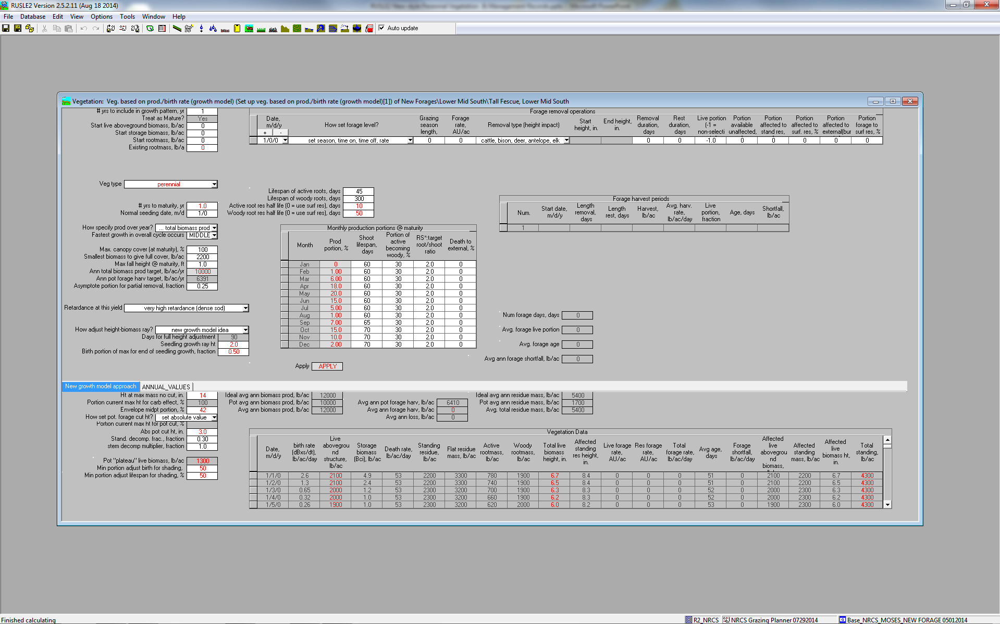 RUSLE2 Version 2.5.2.11 (Aug 18 2014)
File Database Edit View Options Tools Window Help
Auto update
Vegetation: Veg. based on prod./birth rate (growth model) (Set up veg. based on prod./birth rate (growth model)[1]) of New Forages\Lower Mid South\Tall Fescue, Lower Mid South
# yrs to include in growth pattern, yr 1
Treat as Mature? Yes
Start live aboveground biomass, lb/ac 0
Start storage biomass, lb/ac 0
Start rootmass, lb/ac 0
Existing rootmass, lb/a 0
Forage removal operations
Date, m/d/y + - How set forage level? Grazing season length, Forage rate, AU/ac Removal type (height impact) Start height, in. End height, in. Removal duration, days Rest duration, days Live portion (-1 = non-selecti Portion available unaffected, Portion affected to stand res, Portion affected to surf. res, % Portion affected to external(bur Portion forage to surf res, %
1/0/0 set season, time on, time off, rate 0 0 cattle, bison, deer, antelope, elk 0 0 -1.0 0 0 0 0 0
Veg type perennial
# yrs to maturity, yr 1.0
Normal seeding date, m/d 1/0
Lifespan of active roots, days 45
Lifespan of woody roots, days 300
Active root res half life (0 = use surf res), days 10
Woody root res half life (0 = use surf res), days 50
Forage harvest periods
Num. Start date, m/d/y Length removal, days Length rest, days Harvest, lb/ac Avg. harv. rate, lb/ac/day Live portion, fraction Age, days Shortfall, lb/ac
1
How specify prod over year? ... total biomass prod
Fastest growth in overall cycle occurs MIDDLE
Max. canopy cover (at maturity), % 100
Smallest biomass to give full cover, lb/ac 2200
Max fall height @ maturity, ft 1.0
Ann total biomass prod target, lb/ac/yr 10000
Ann pot forage harv target, lb/ac/yr 6391
Asymptote portion for partial removal, fraction 0.25
Retardance at this yield very high retardance (dense sod)
How adjust height-biomass ray? new growth model idea
Days for full height adjustment 90
Seedling growth ray ht 2.0
Birth portion of max for end of seedling growth, fraction 0.50
Monthly production portions @ maturity
Month Prod portion, % Shoot lifespan, days Portion of active becoming woody, % RS*:target root/shoot ratio Death to external, %
Jan 0 60 30 2.0 0
Feb 1.00 60 30 2.0 0
Mar 6.00 60 30 2.0 0
Apr 18.0 60 30 2.0 0
May 20.0 60 30 2.0 0
Jun 15.0 60 30 2.0 0
Jul 5.00 60 30 2.0 0
Aug 1.00 60 30 2.0 0
Sep 7.00 65 30 2.0 0
Oct 15.0 70 30 2.0 0
Nov 10.0 70 30 2.0 0
Dec 2.00 70 30 2.0 0
Apply APPLY
Num forage days, days 0
Avg. forage live portion 0
Avg. forage age 0
Avg ann forage shortfall, lb/ac 0
New growth model approach ANNUAL_VALUES
Ht at max mass no cut, in. 14
Portion current max ht for carb effect, % 100
Envelope midpt portion, % 42
How set pot. forage cut ht? set absolute value
Portion current max ht for pot cut, %
Abs pot cut ht, in. 3.0
Stand. decomp. frac., fraction 0.30
stem decomp multiplier, fraction 1.0
Pot "plateau" live biomass, lb/ac 1300
Min portion adjust birth for shading, 50
Min portion adjust lifespan for shading, % 50
Ideal avg ann biomass prod, lb/ac 12000
Pot avg ann biomass prod, lb/ac 10000
Avg ann biomass prod, lb/ac 12000
Avg ann pot forage harv, lb/ac 6410
Avg ann forage harv, lb/ac 0
Avg ann loss, lb/ac 0
Ideal avg ann residue mass, lb/ac 5400
Pot avg ann residue mass, lb/ac 1700
Avg. total residue mass, lb/ac 5400
Vegetation Data
Date, m/d/y birth rate (dBxs/dt), lb/ac/day Live abovegrou nd structure, lb/ac Storage biomass (Bci), lb/ac Death rate, lb/ac/day Standing residue, lb/ac Flat residue mass, lb/ac Active rootmass, lb/ac Woody rootmass, lb/ac Total live biomass height, in. Affected standing res height, in. Live forage rate, AU/ac Res forage rate, AU/ac Total forage rate, lb/ac/day Avg age, days Forage shortfall, lb/ac/day Affected live abovegrou nd biomass, Affected standing mass, lb/ac Affected live biomass ht, in. Total standing, lb/ac
1/1/0 2.6 2100 4.9 53 2200 3300 780 1900 6.7 8.4 0 0 0 51 0 2100 2200 6.7 4300
1/2/0 1.3 2100 2.4 53 2200 3300 740 1900 6.5 8.4 0 0 0 51 0 2100 2200 6.5 4300
1/3/0 0.65 2000 1.2 53 2300 3200 700 1900 6.3 8.3 0 0 0 52 0 2000 2300 6.3 4300
1/4/0 0.32 2000 1.0 53 2300 3200 660 1900 6.2 8.3 0 0 0 52 0 2000 2300 6.2 4300
1/5/0 0.26 1900 1.0 53 2300 3200 620 2000 6.0 8.2 0 0 0 53 0 1900 2300 6.0 4300
Finished calculating R2_NRCS NRCS Grazing Planner 07292014 Base_NRCS_MOSES_NEW FORAGE 05012014